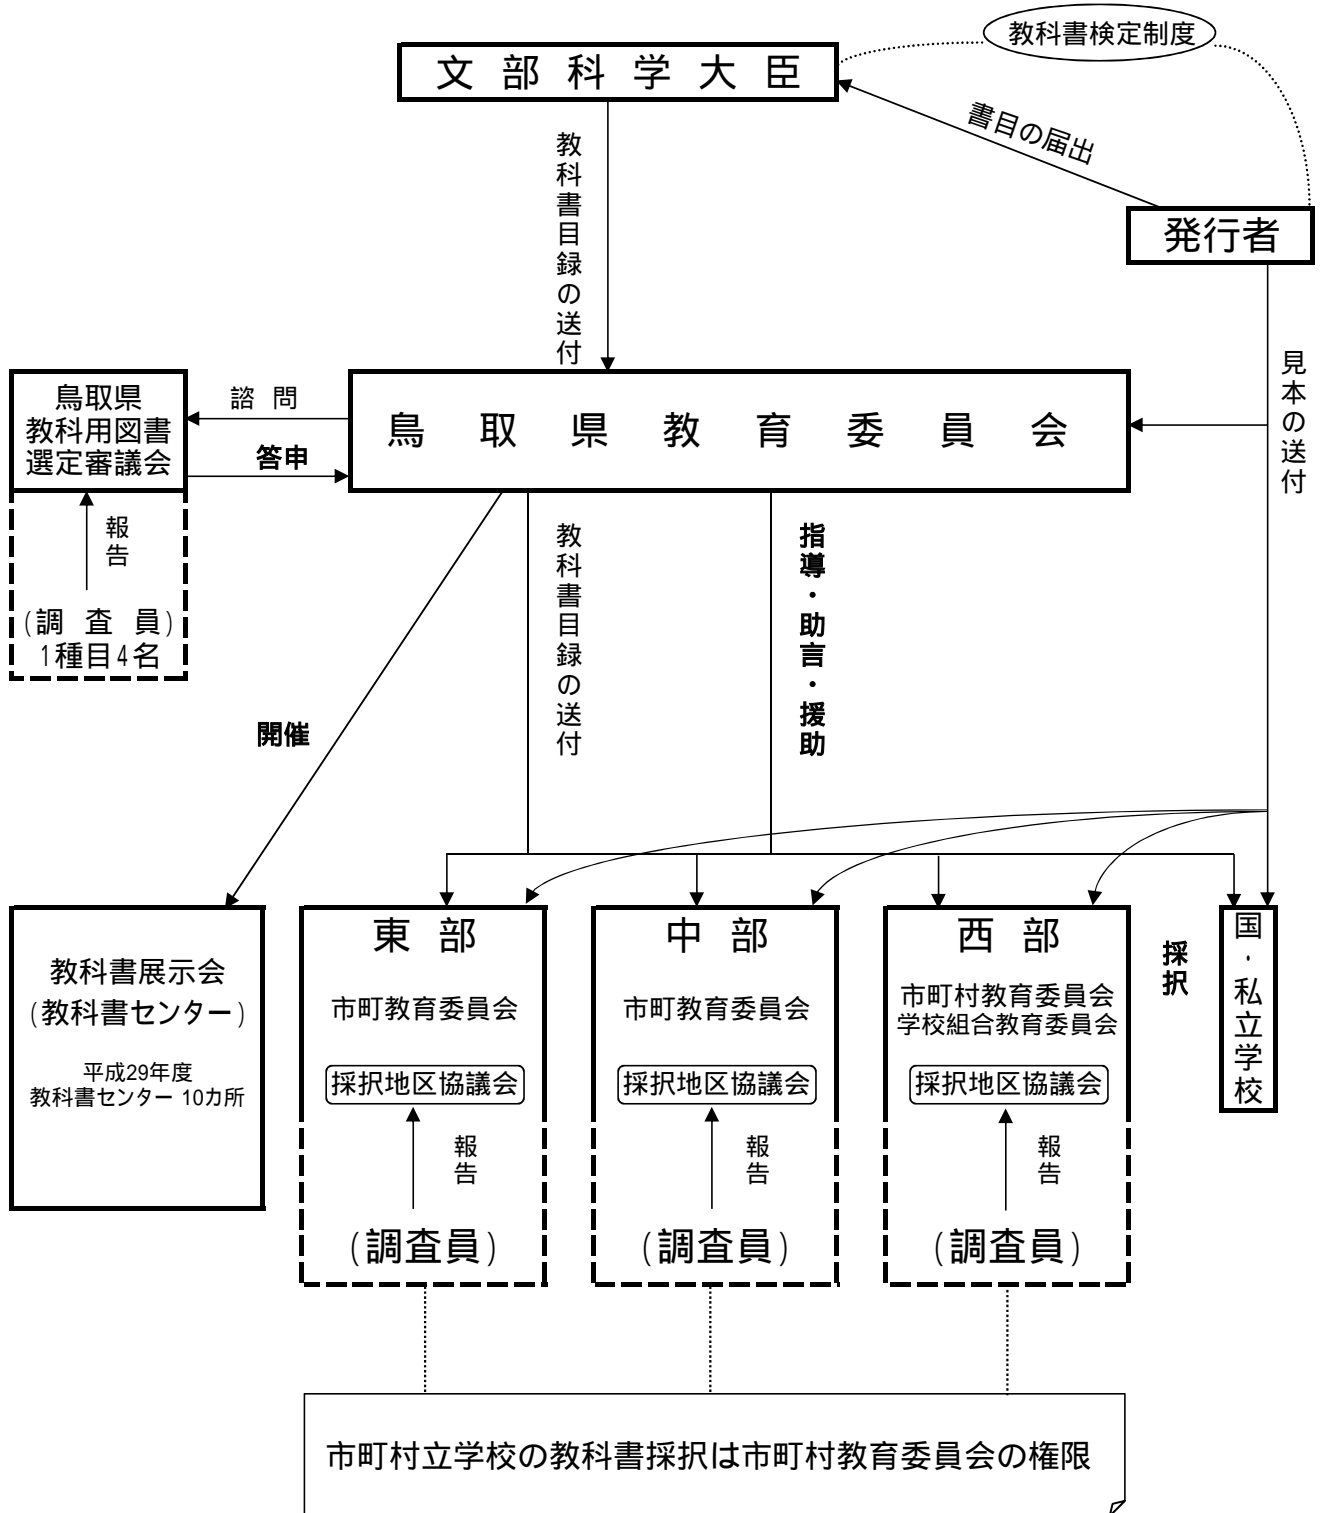 教科書検定制度
文部科学大臣
書目の届出
教科書目録の送付
発行者
見本の送付
鳥取県
教科用図書
選定審議会
諮問
答申
鳥取県教育委員会
報告
(調査員)
1種目4名
教科書目録の送付
指導・助言・援助
開催
教科書展示会
(教科書センター)
平成29年度
教科書センター 10カ所
東部
市町教育委員会
採択地区協議会
報告
(調査員)
中部
市町教育委員会
採択地区協議会
報告
(調査員)
西部
市町村教育委員会
学校組合教育委員会
採択地区協議会
報告
(調査員)
採択
国・私立学校
市町村立学校の教科書採択は市町村教育委員会の権限